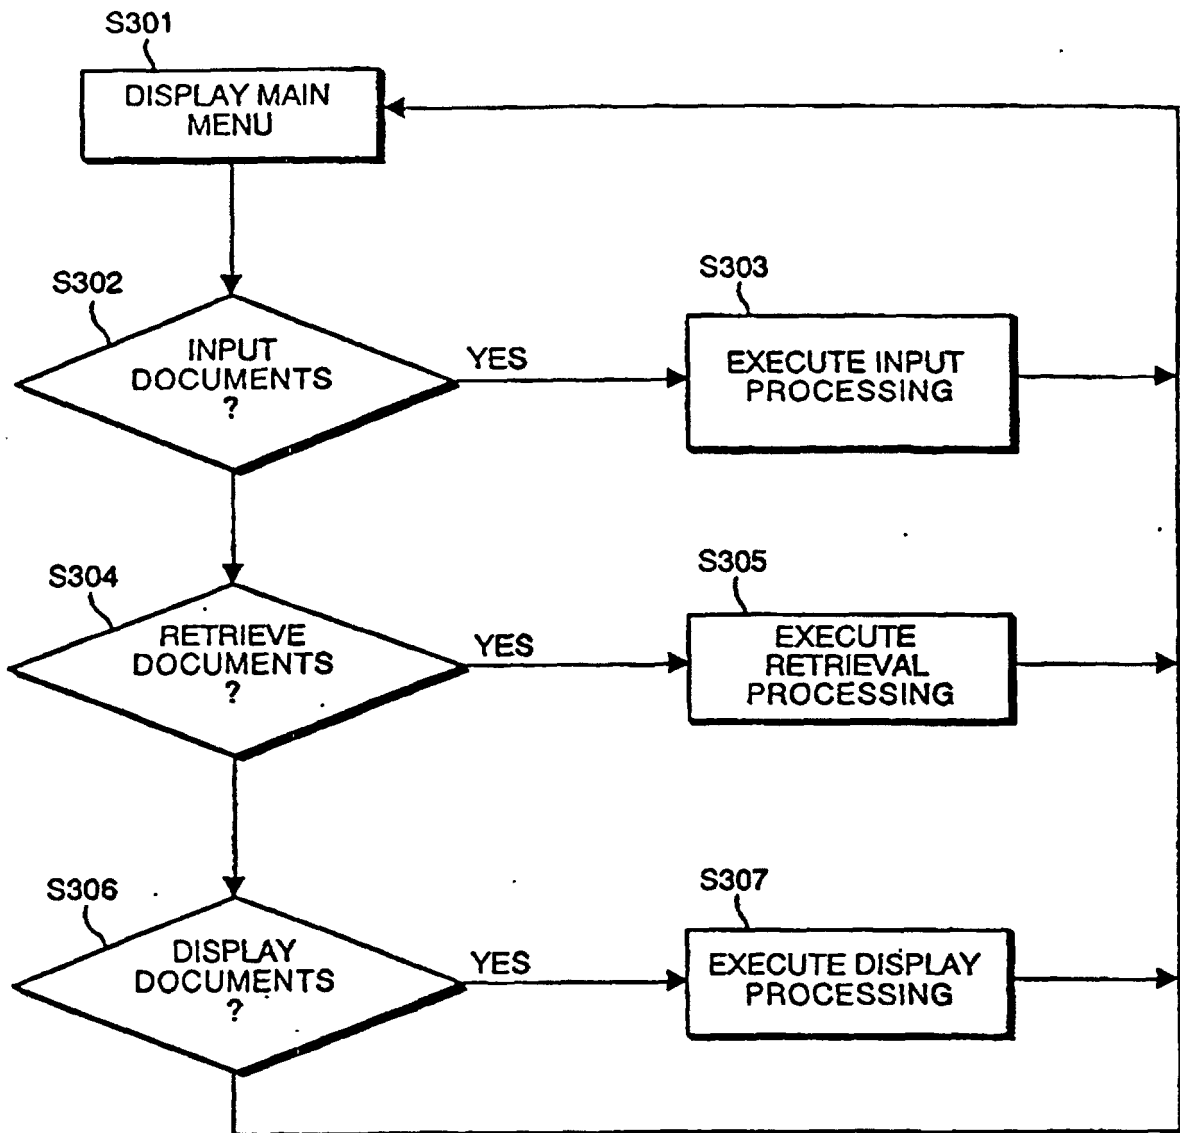 S301
DISPLAY MAIN
MENU
S302
INPUT
DOCUMENTS
?
YES
S303
EXECUTE INPUT
PROCESSING
S304
RETRIEVE
DOCUMENTS
?
YES
S305
EXECUTE
RETRIEVAL
PROCESSING
S306
DISPLAY
DOCUMENTS
?
YES
S307
EXECUTE DISPLAY
PROCESSING